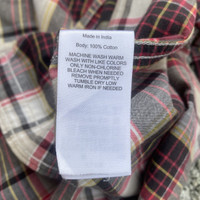 Made in India
Body: 100% Cotton
MACHINE WASH WARM
WASH WITH LIKE COLORS
ONLY NON-CHLORINE
BLEACH WHEN NEEDED
REMOVE PROMPTLY
TUMBLE DRY LOW
WARM IRON IF NEEDED